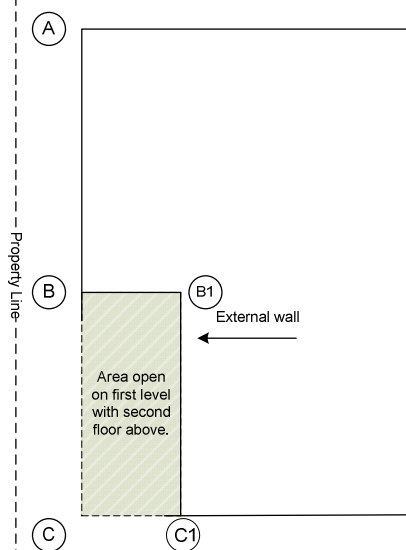 A
Property Line
B
B1
External wall
Area open
on first level
with second
floor above.
C
C1